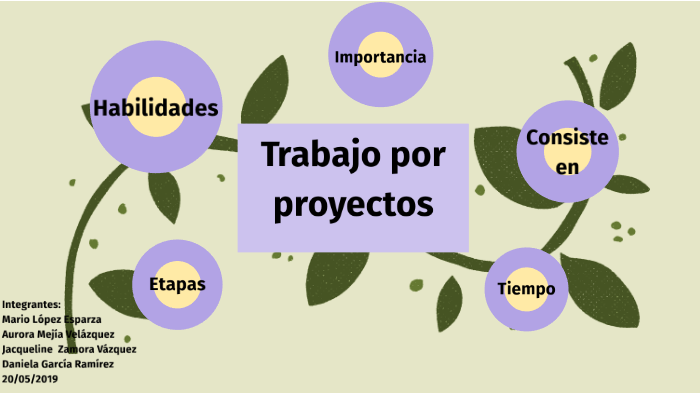 Importancia
Habilidades
Trabajo por
proyectos
Consiste
en
Etapas
Tiempo
Integrantes:
Mario López Esparza
Aurora Mejía Velázquez
Jacqueline  Zamora Vázquez
Daniela García Ramírez
20/05/2019